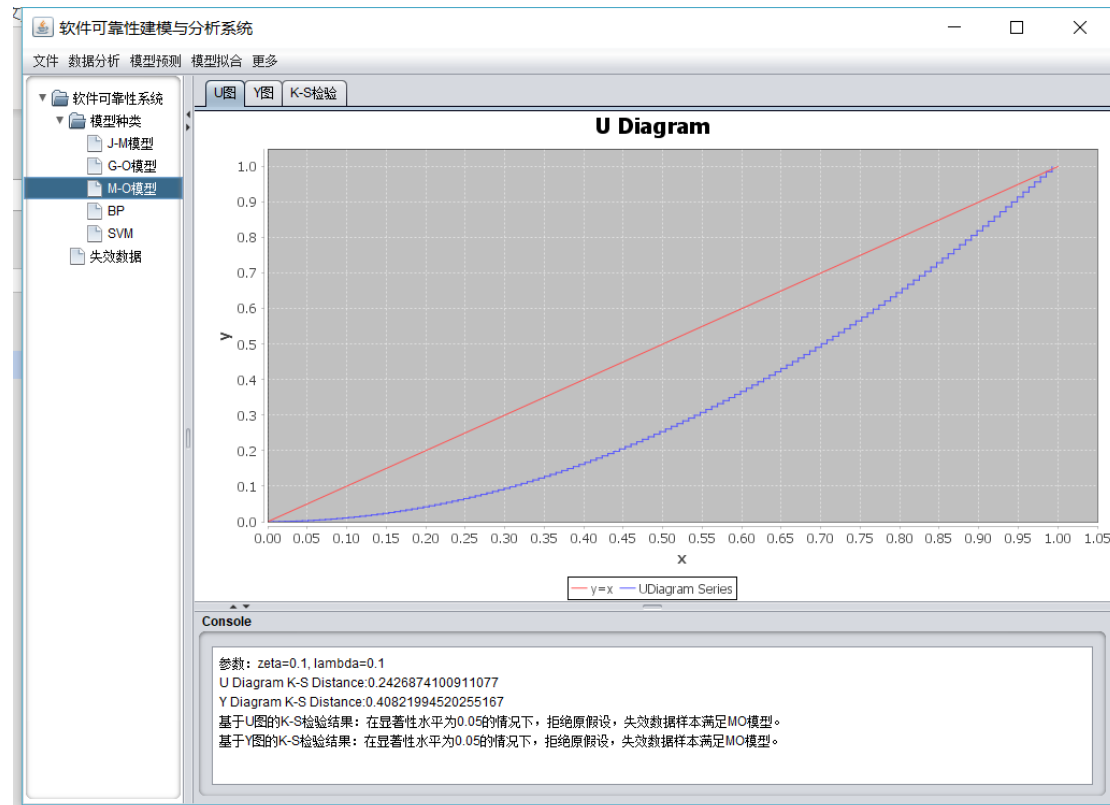 软件可靠性建模与分析系统
文件 数据分析 模型预测 模型拟合 更多
软件可靠性系统
模型种类
J-M模型
G-O模型
M-O模型
BP
SVM
失效数据
U图 Y图 K-S检验
U Diagram
1.0
0.9
0.8
0.7
0.6
0.5
0.4
0.3
0.2
0.1
0.0
y
0.00 0.05 0.10 0.15 0.20 0.25 0.30 0.35 0.40 0.45 0.50 0.55 0.60 0.65 0.70 0.75 0.80 0.85 0.90 0.95 1.00 1.05
x
y=x UDiagram Series
Console
参数：zeta=0.1, lambda=0.1
U Diagram K-S Distance:0.2426874100911077
Y Diagram K-S Distance:0.40821994520255167
基于U图的K-S检验结果：在显著性水平为0.05的情况下，拒绝原假设，失效数据样本满足MO模型。
基于Y图的K-S检验结果：在显著性水平为0.05的情况下，拒绝原假设，失效数据样本满足MO模型。